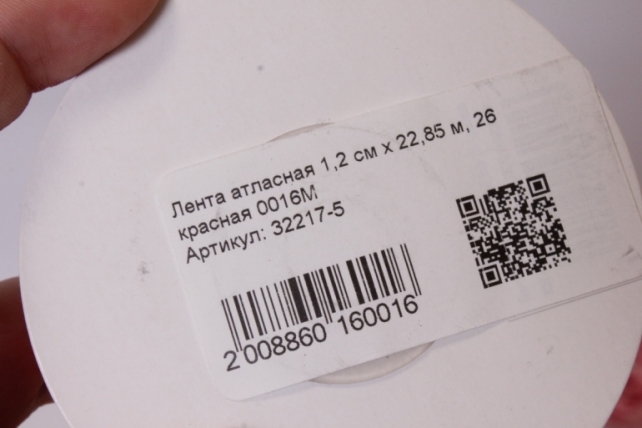 Лента атласная 1,2 см x 22,85 м, 26
красная 0016М
Артикул: 32217-5
2 008860 160016